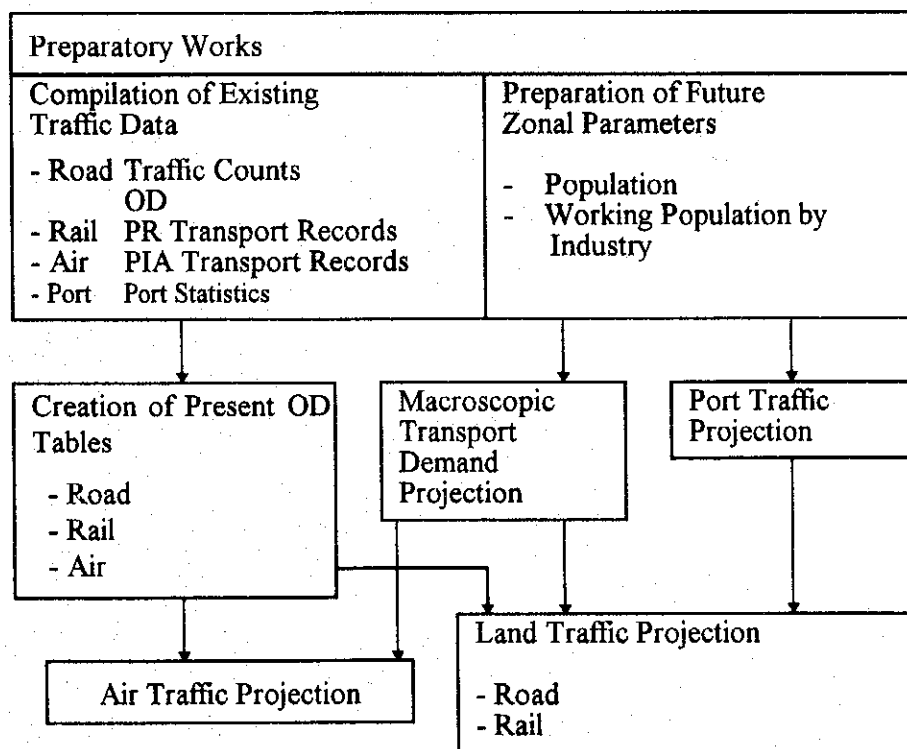 Preparatory Works
Compilation of Existing
Traffic Data
- Road Traffic Counts
OD
- Rail PR Transport Records
- Air PIA Transport Records
- Port Port Statistics
Preparation of Future
Zonal Parameters
- Population
- Working Population by
Industry
Creation of Present OD
Tables
- Road
- Rail
- Air
Macroscopic
Transport
Demand
Projection
Port Traffic
Projection
Air Traffic Projection
Land Traffic Projection
- Road
- Rail